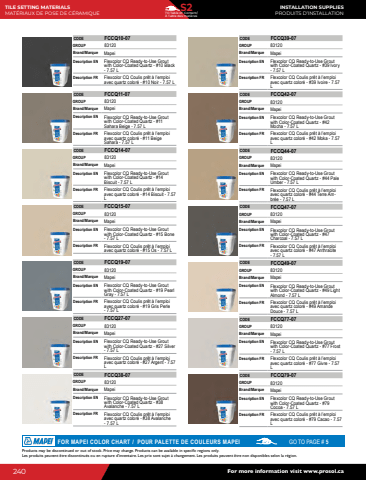 TILE SETTING MATERIALS
MATÉRIAUX DE POSE DE CÉRAMIQUE
S2
INSTALLATION SUPPLIES
PRODUITS D'INSTALLATION
CODE FCCQ10-07
GROUP 83120
Brand/Marque Mapei
Description EN Flexcolor CQ Ready-to-Use Grout
with Color-Coated Quartz - #10 Black
- 7.57 L
Description FR Flexcolor CQ Coulis prêt à l'emploi
avec quartz coloré - #10 Noir - 7.57 L
CODE FCCQ11-07
GROUP 83120
Brand/Marque Mapei
Description EN Flexcolor CQ Ready-to-Use Grout
with Color-Coated Quartz - #11
Sahara Beige - 7.57 L
Description FR Flexcolor CQ Coulis prêt à l'emploi
avec quartz coloré - #11 Beige
Sahara - 7.57 L
CODE FCCQ14-07
GROUP 83120
Brand/Marque Mapei
Description EN Flexcolor CQ Ready-to-Use Grout
with Color-Coated Quartz - #14
Biscuit - 7.57 L
Description FR Flexcolor CQ Coulis prêt à l'emploi
avec quartz coloré - #14 Biscuit - 7.57
L
CODE FCCQ15-07
GROUP 83120
Brand/Marque Mapei
Description EN Flexcolor CQ Ready-to-Use Grout
with Color-Coated Quartz - #15 Bone
- 7.57 L
Description FR Flexcolor CQ Coulis prêt à l'emploi
avec quartz coloré - #15 Os - 7.57 L
CODE FCCQ19-07
GROUP 83120
Brand/Marque Mapei
Description EN Flexcolor CQ Ready-to-Use Grout
with Color-Coated Quartz - #19 Pearl
Gray - 7.57 L
Description FR Flexcolor CQ Coulis prêt à l'emploi
avec quartz coloré - #19 Gris Perle
- 7.57 L
CODE FCCQ27-07
GROUP 83120
Brand/Marque Mapei
Description EN Flexcolor CQ Ready-to-Use Grout
with Color-Coated Quartz - #27 Silver
- 7.57 L
Description FR Flexcolor CQ Coulis prêt à l'emploi
avec quartz coloré - #27 Argent - 7.57
L
CODE FCCQ38-07
GROUP 83120
Brand/Marque Mapei
Description EN Flexcolor CQ Ready-to-Use Grout
with Color-Coated Quartz - #38
Avalanche - 7.57 L
Description FR Flexcolor CQ Coulis prêt à l'emploi
avec quartz coloré - #38 Avalanche
- 7.57 L
CODE FCCQ39-07
GROUP 83120
Brand/Marque Mapei
Description EN Flexcolor CQ Ready-to-Use Grout
with Color-Coated Quartz - #39 Ivory
- 7.57 L
Description FR Flexcolor CQ Coulis prêt à l'emploi
avec quartz coloré - #39 Ivoire - 7.57
L
CODE FCCQ42-07
GROUP 83120
Brand/Marque Mapei
Description EN Flexcolor CQ Ready-to-Use Grout
with Color-Coated Quartz - #42
Mocha - 7.57 L
Description FR Flexcolor CQ Coulis prêt à l'emploi
avec quartz coloré - #42 Moka - 7.57
L
CODE FCCQ44-07
GROUP 83120
Brand/Marque Mapei
Description EN Flexcolor CQ Ready-to-Use Grout
with Color-Coated Quartz - #44 Pale
Umber - 7.57 L
Description FR Flexcolor CQ Coulis prêt à l'emploi
avec quartz coloré - #44 Terre Am-
brée - 7.57 L
CODE FCCQ47-07
GROUP 83120
Brand/Marque Mapei
Description EN Flexcolor CQ Ready-to-Use Grout
with Color-Coated Quartz - #47
Charcoal - 7.57 L
Description FR Flexcolor CQ Coulis prêt à l'emploi
avec quartz coloré - #47 Anthracite
- 7.57 L
CODE FCCQ49-07
GROUP 83120
Brand/Marque Mapei
Description EN Flexcolor CQ Ready-to-Use Grout
with Color-Coated Quartz - #49 Light
Almond - 7.57 L
Description FR Flexcolor CQ Coulis prêt à l'emploi
avec quartz coloré - #49 Amande
Douce - 7.57 L
CODE FCCQ77-07
GROUP 83120
Brand/Marque Mapei
Description EN Flexcolor CQ Ready-to-Use Grout
with Color-Coated Quartz - #77 Frost
- 7.57 L
Description FR Flexcolor CQ Coulis prêt à l'emploi
avec quartz coloré - #77 Givre - 7.57
L
CODE FCCQ79-07
GROUP 83120
Brand/Marque Mapei
Description EN Flexcolor CQ Ready-to-Use Grout
with Color-Coated Quartz - #79
Cocoa - 7.57 L
Description FR Flexcolor CQ Coulis prêt à l'emploi
avec quartz coloré - #79 Cacao - 7.57
L
MAPEI FOR MAPEI COLOR CHART / POUR PALETTE DE COULEURS MAPEI GO TO PAGE # 5
Products may be discontinued or out of stock. Price may change. Products can be available in specific regions only.
Les produits peuvent être discontinués ou en rupture d'inventaire. Les prix sont sujet à changement. Les produits peuvent être non disponibles selon la région.
240
For more information visit www.prosol.ca